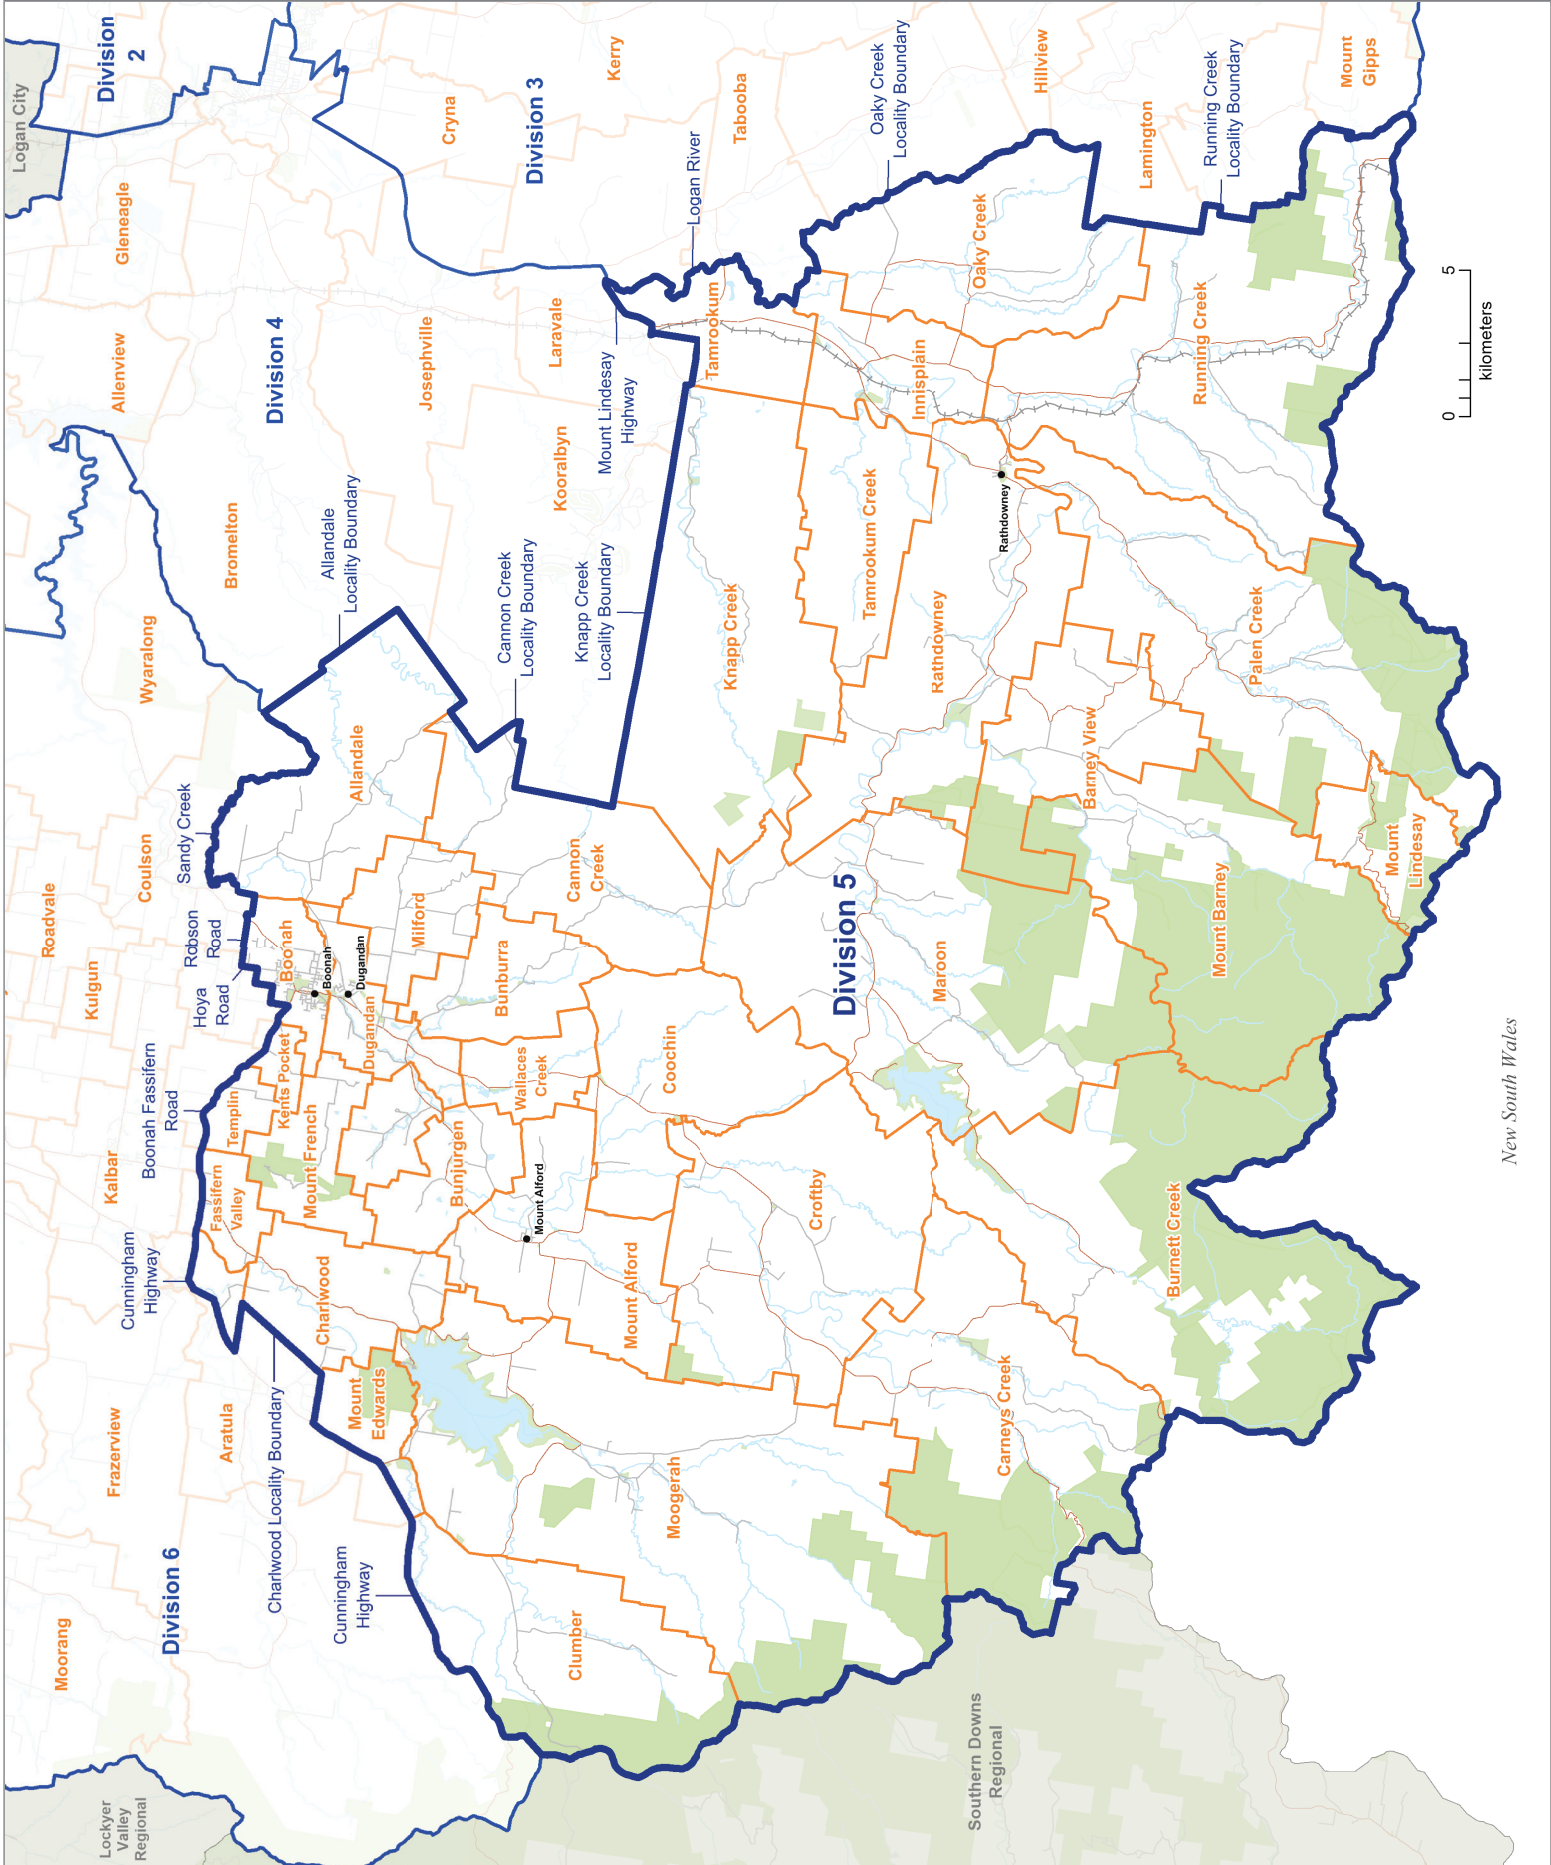 Lockyer
Valley
Regional
Moorang
Division 6
Frazerview
Aratula
Charlwood Locality Boundary
Cunningham
Highway
Cunningham
Highway
Kalbar
Boonah Fassifern
Road
Kulgun
Roadvale
Hoya
Road
Robson
Road
Coulson
Sandy Creek
Wyaralong
Bromelton
Allandale
Locality Boundary
Allenview
Division 4
Gleneagle
Logan City
Division
2
Josephville
Cryna
Laravale
Kooralbyn
Cannon Creek
Locality Boundary
Knapp Creek
Locality Boundary
Mount Lindesay
Highway
Division 3
Kerry
Tabooba
Logan River
Oaky Creek
Locality Boundary
Hillview
Lamington
Running Creek
Locality Boundary
Mount
Gipps
Fassifern
Valley
Templin
Kents Pocket
Mount French
Boonah
Boonah
Dugandan
Dugandan
Allandale
Milford
Charlwood
Mount
Edwards
Bunjurgen
Wallaces
Creek
Bunburra
Cannon
Creek
Mount Alford
Mount Alford
Coochin
Clumber
Moogerah
Croftby
Division 5
Maroon
Knapp Creek
Tamrookum
Tamrookum Creek
Innisplain
Oaky Creek
Rathdowney
Rathdowney
Carneys Creek
Burnett Creek
Mount Barney
Barney View
Palen Creek
Running Creek
Mount
Lindesay
Southern Downs
Regional
New South Wales
0
5
kilometers